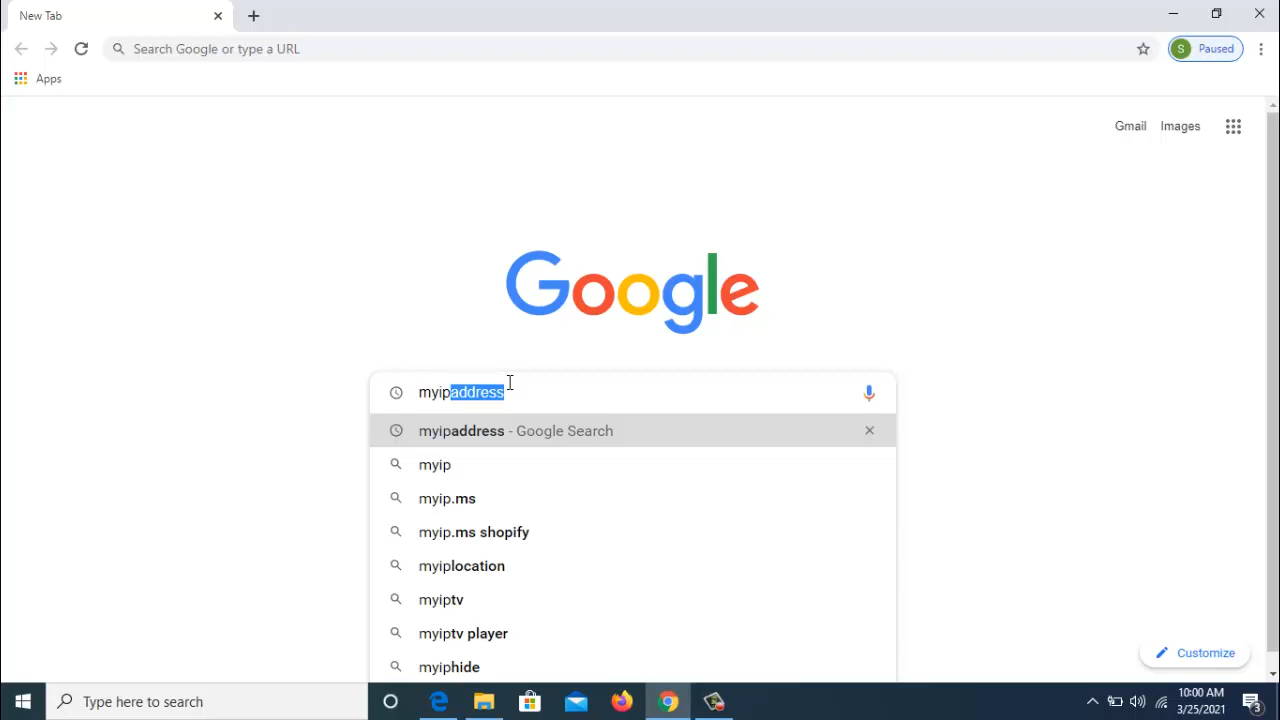 New Tab
Search Google or type a URL
S Paused
Apps
Gmail Images
Google
myipaddress
myipaddress - Google Search
myip
myip.ms
myip.ms shopify
myiplocation
myiptv
myiptv player
myiphide
Customize
Type here to search
10:00 AM
3/25/2021
3